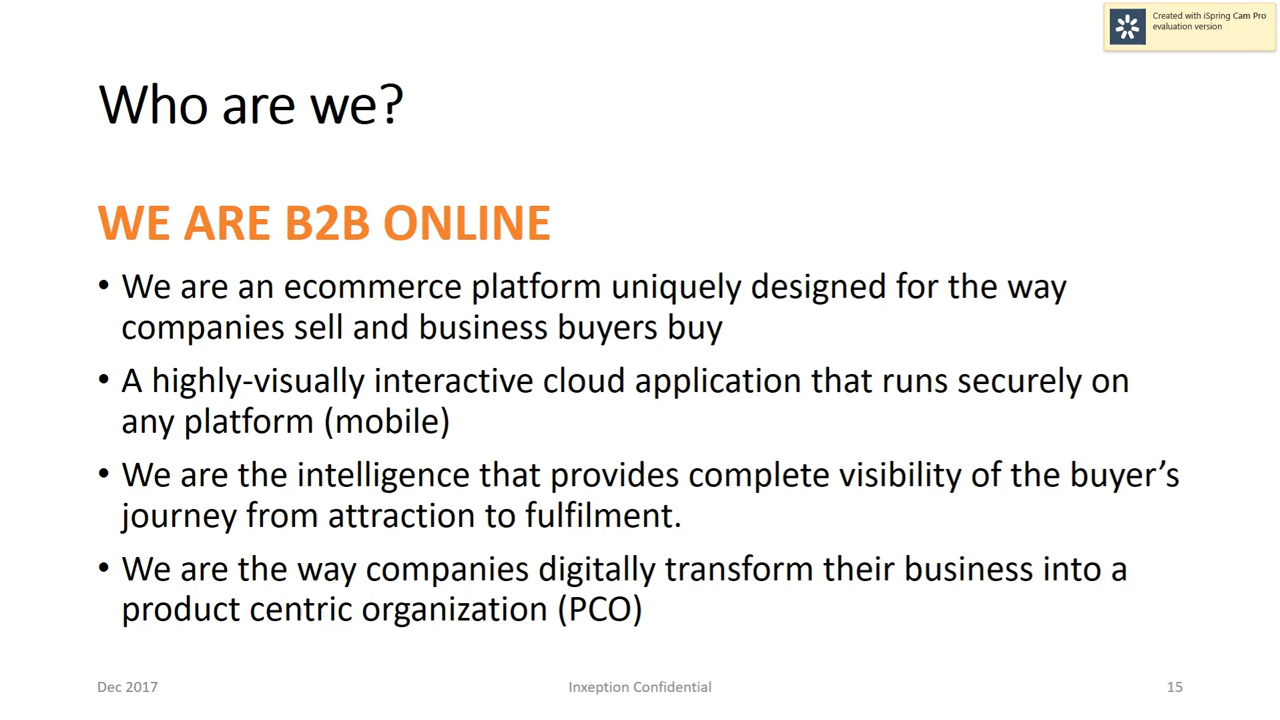 Created with iSpring Cam Pro
evaluation version
Who are we?
WE ARE B2B ONLINE
• We are an ecommerce platform uniquely designed for the way
companies sell and business buyers buy
• A highly-visually interactive cloud application that runs securely on
any platform (mobile)
• We are the intelligence that provides complete visibility of the buyer’s
journey from attraction to fulfilment.
• We are the way companies digitally transform their business into a
product centric organization (PCO)
Dec 2017
Inxeption Confidential
15